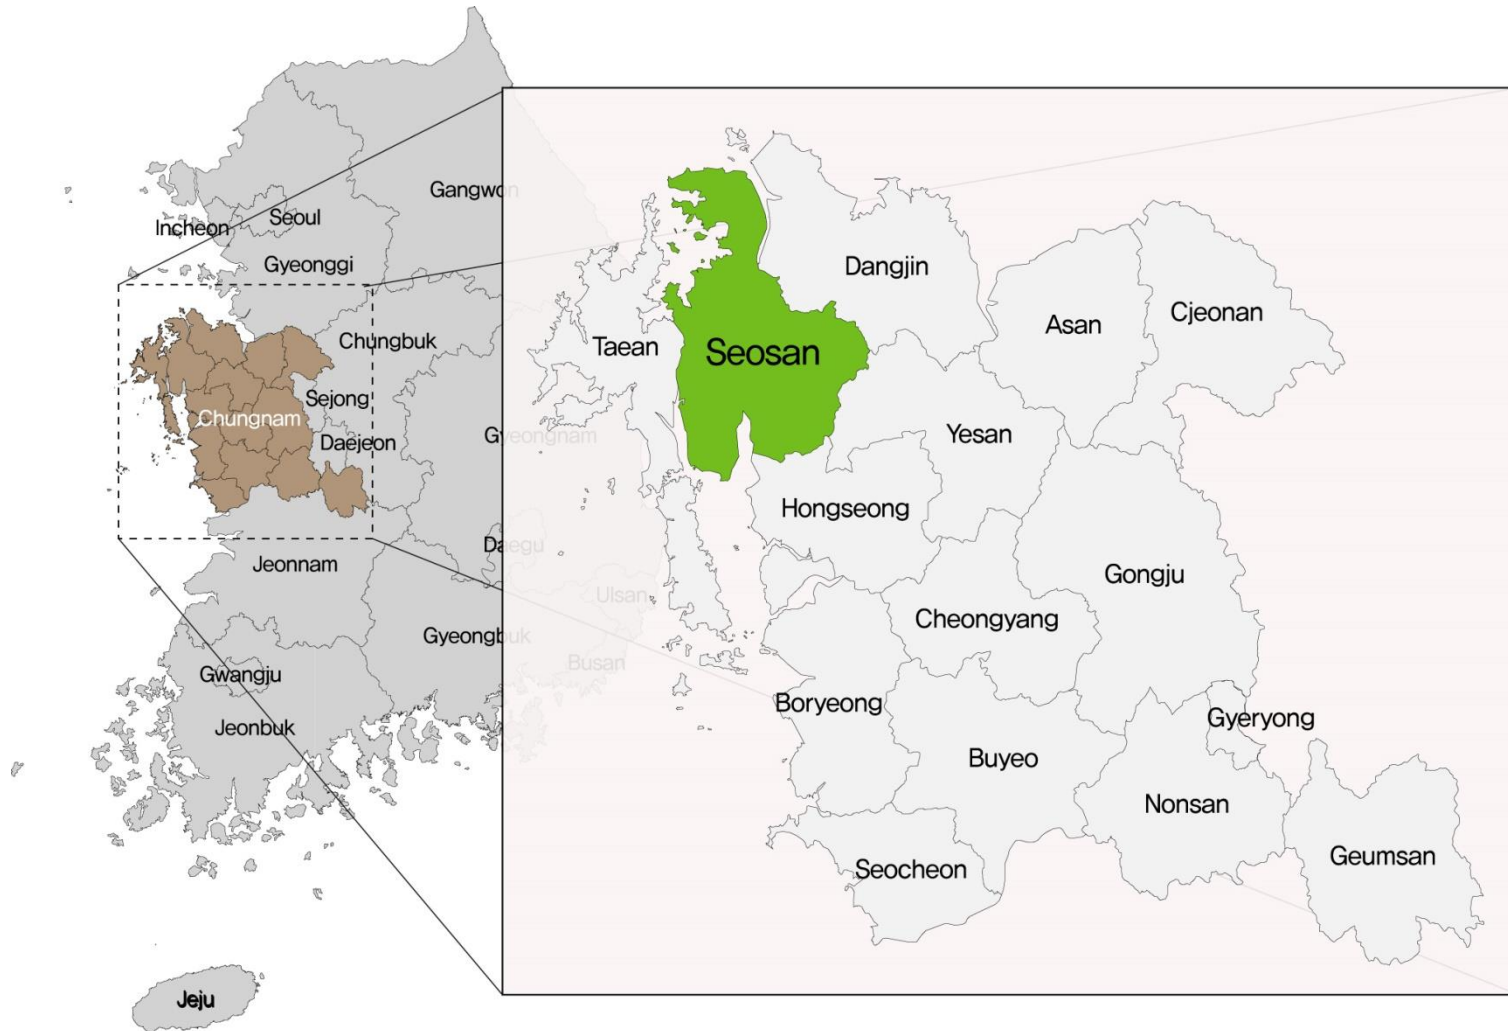 Gangwon
Seoul
Incheon
Gyeonggi
Chungbuk
Sejong
Chungnam
Daejeon
Gyeongnam
Daegu
Jeonnam
Ulsan
Gyeongbuk
Busan
Gwangju
Jeonbuk
Jeju
Dangjin
Cjeonan
Asan
Taean
Seosan
Yesan
Hongseong
Gongju
Cheongyang
Boryeong
Gyeryong
Buyeo
Nonsan
Geumsan
Seocheon